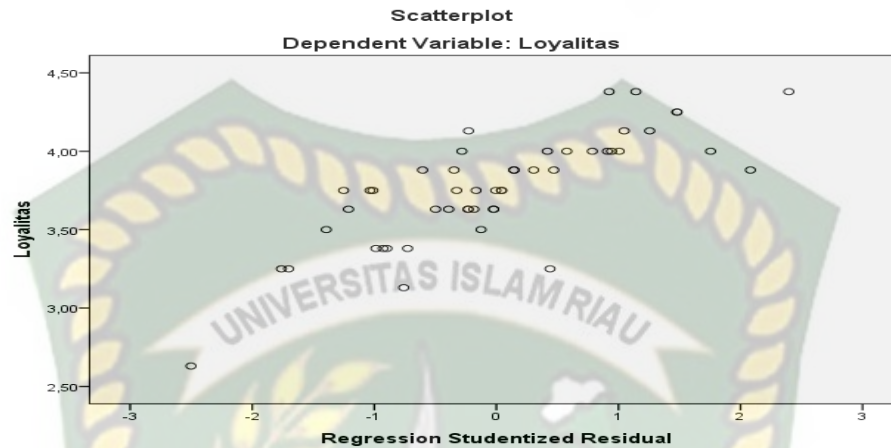 Scatterplot
Dependent Variable: Loyalitas
4,50
4,00
3,50
3,00
2,50
Loyalitas
UNIVERSITAS ISLAM RIAU
-3 -2 -1 0 1 2 3
Regression Studentized Residual